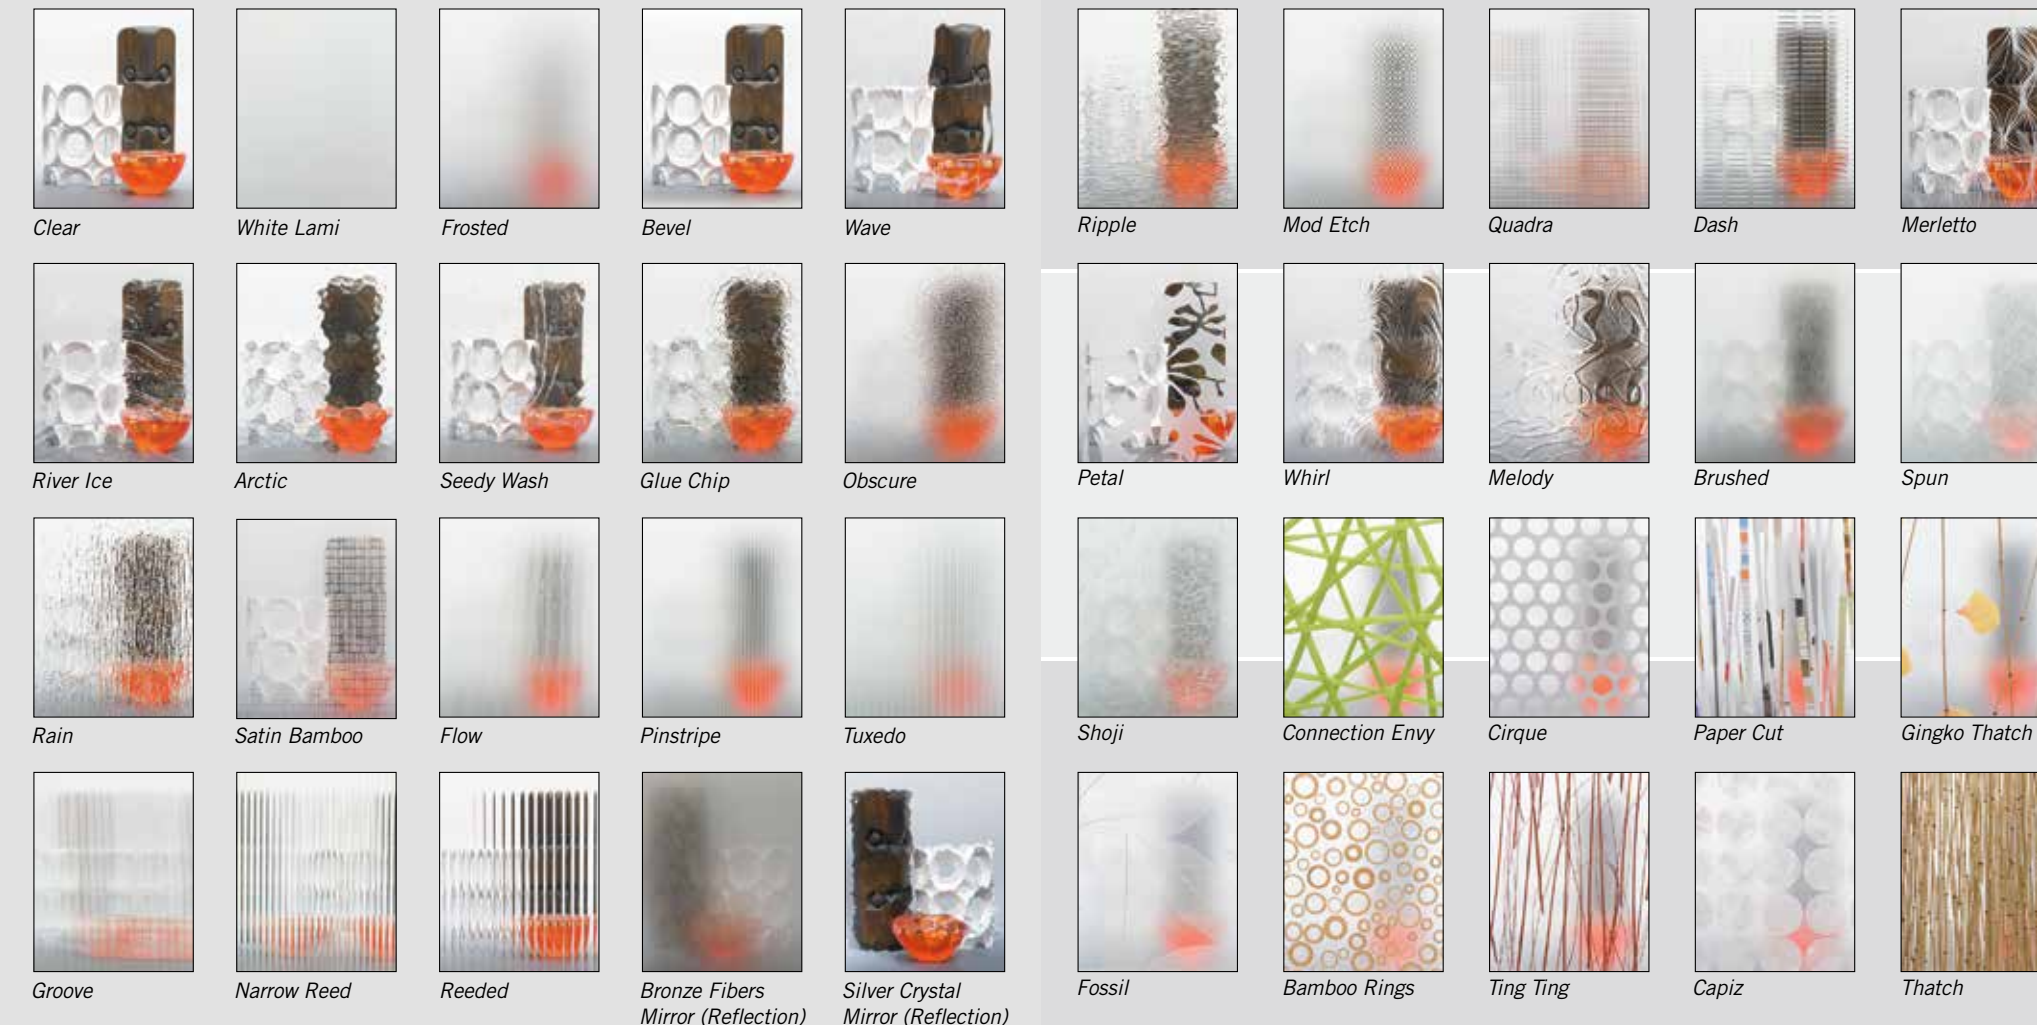 Clear
White Lami
Frosted
Bevel
Wave
Ripple
Mod Etch
Quadra
Dash
Merletto
River Ice
Arctic
Seedy Wash
Glue Chip
Obscure
Petal
Whirl
Melody
Brushed
Spun
Rain
Satin Bamboo
Flow
Pinstripe
Tuxedo
Shoji
Connection Envy
Cirque
Paper Cut
Gingko Thatch
Groove
Narrow Reed
Reeded
Bronze Fibers
Mirror (Reflection)
Silver Crystal
Mirror (Reflection)
Fossil
Bamboo Rings
Ting Ting
Capiz
Thatch